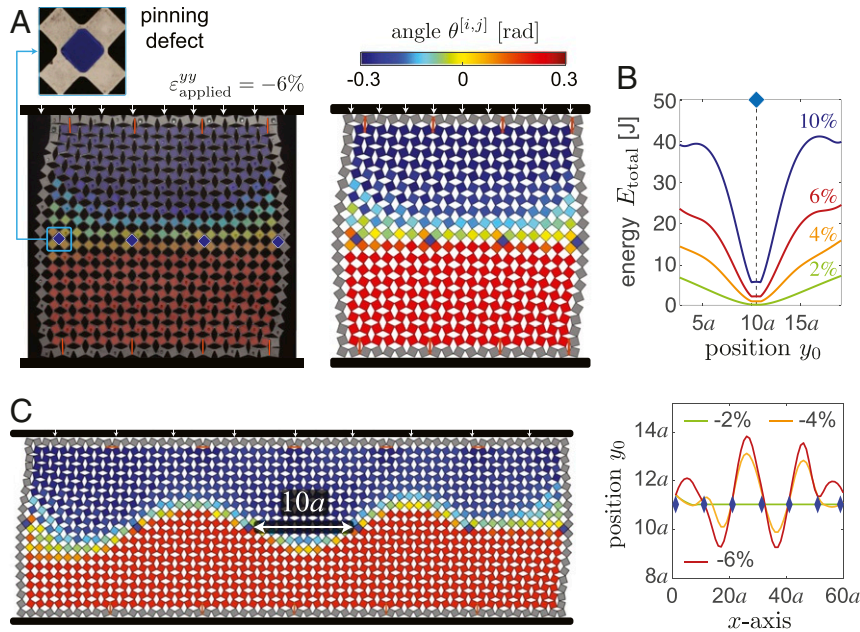 A
pinning
defect
ε^yy_applied = −6%
angle θ^[i,j] [rad]
-0.3 0 0.3
B
energy E_total [J]
50
40
30
20
10
0
10%
6%
4%
2%
5a 10a 15a
position y_0
C
10a
position y_0
14a
12a
10a
8a
-2% -4%
-6%
0 20a 40a 60a
x-axis